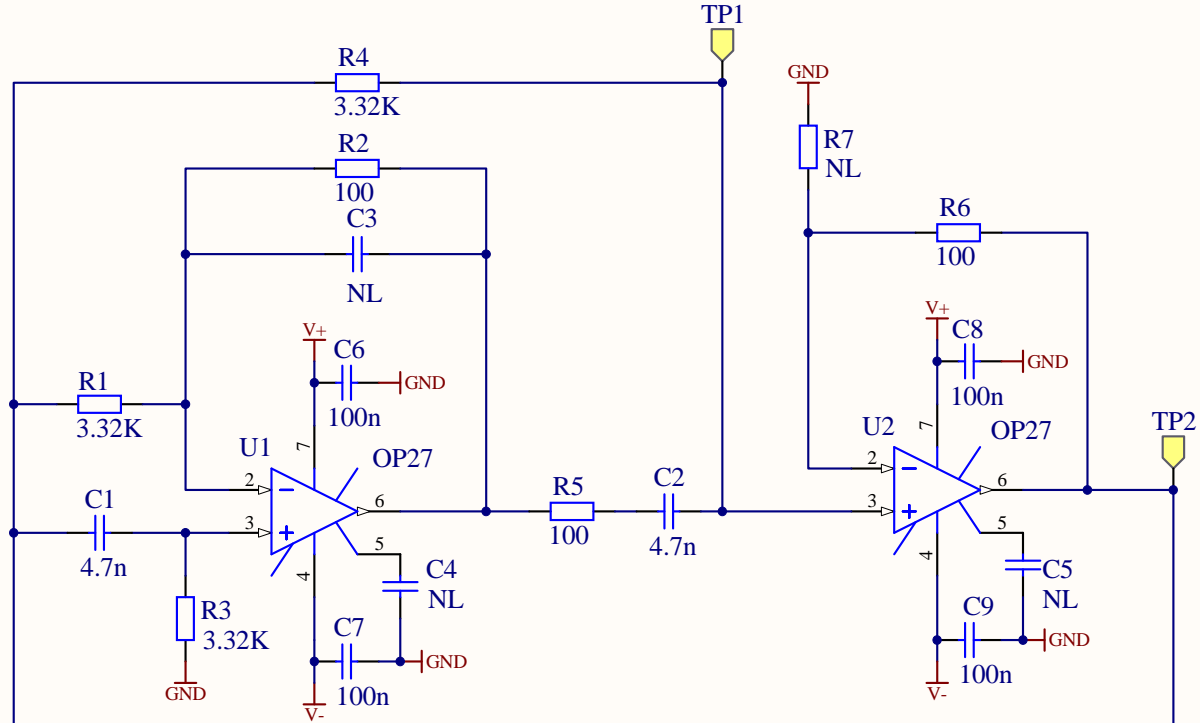 TP1
R4
3.32K
GND
R2
100
R7
NL
C3
NL
R6
100
V+
C6
GND
100n
V+
C8
GND
100n
R1
3.32K
U1
OP27
7
2
3
6
5
4
U2
OP27
7
2
3
6
5
4
TP2
C1
4.7n
R5
100
C2
4.7n
R3
3.32K
GND
C4
NL
C7
GND
100n
V-
C5
NL
C9
GND
100n
V-